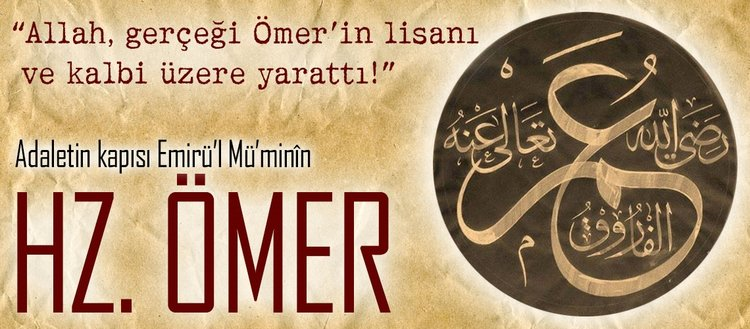 “Allah, gerçeği Ömer'in lisanı
ve kalbi üzere yarattı!”
Adaletin kapısı Emirü'l Mü'minîn
HZ. ÖMER
عمر
رضى الله تعالى عنه
الفاروق